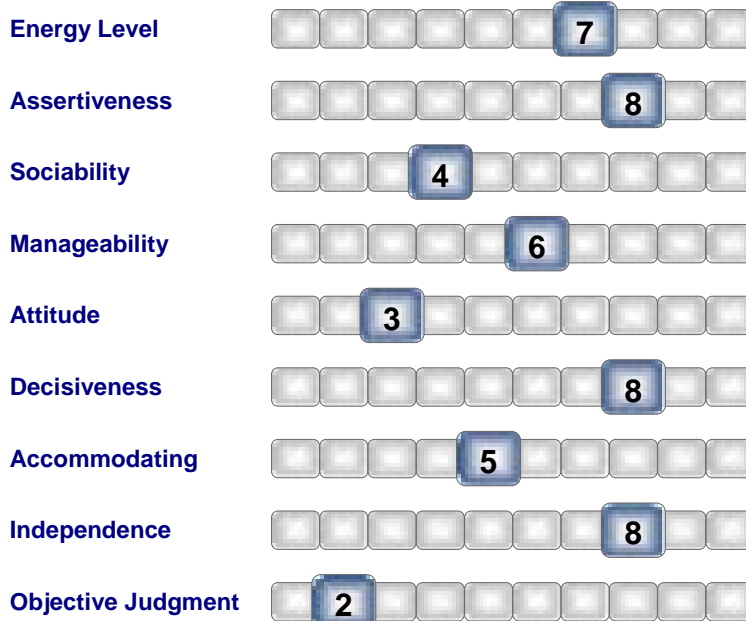 Energy Level 7
Assertiveness 8
Sociability 4
Manageability 6
Attitude 3
Decisiveness 8
Accommodating 5
Independence 8
Objective Judgment 2